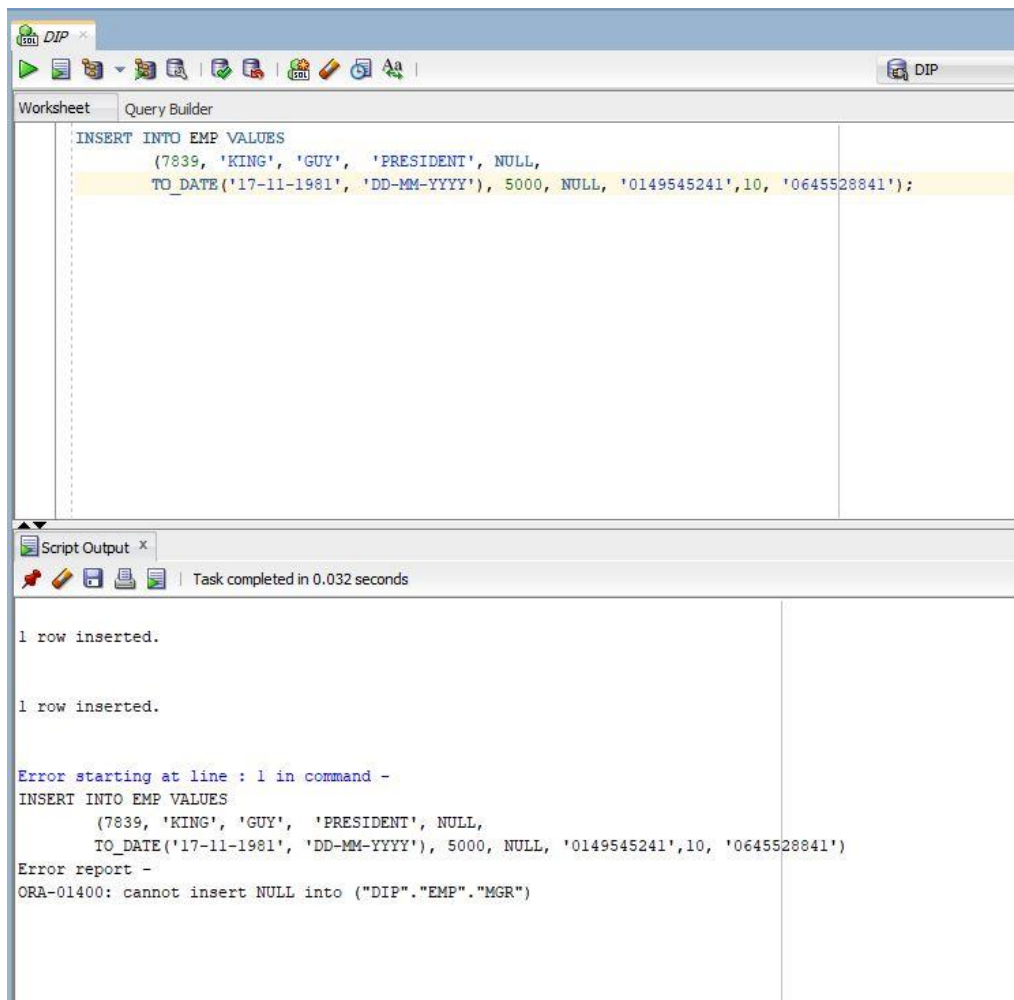 DIP
DIP
Worksheet Query Builder
INSERT INTO EMP VALUES
(7839, 'KING', 'GUY', 'PRESIDENT', NULL,
TO_DATE('17-11-1981', 'DD-MM-YYYY'), 5000, NULL, '0149545241',10, '0645528841');
Script Output
Task completed in 0.032 seconds
1 row inserted.
1 row inserted.
Error starting at line : 1 in command -
INSERT INTO EMP VALUES
(7839, 'KING', 'GUY', 'PRESIDENT', NULL,
TO_DATE('17-11-1981', 'DD-MM-YYYY'), 5000, NULL, '0149545241',10, '0645528841')
Error report -
ORA-01400: cannot insert NULL into ("DIP"."EMP"."MGR")